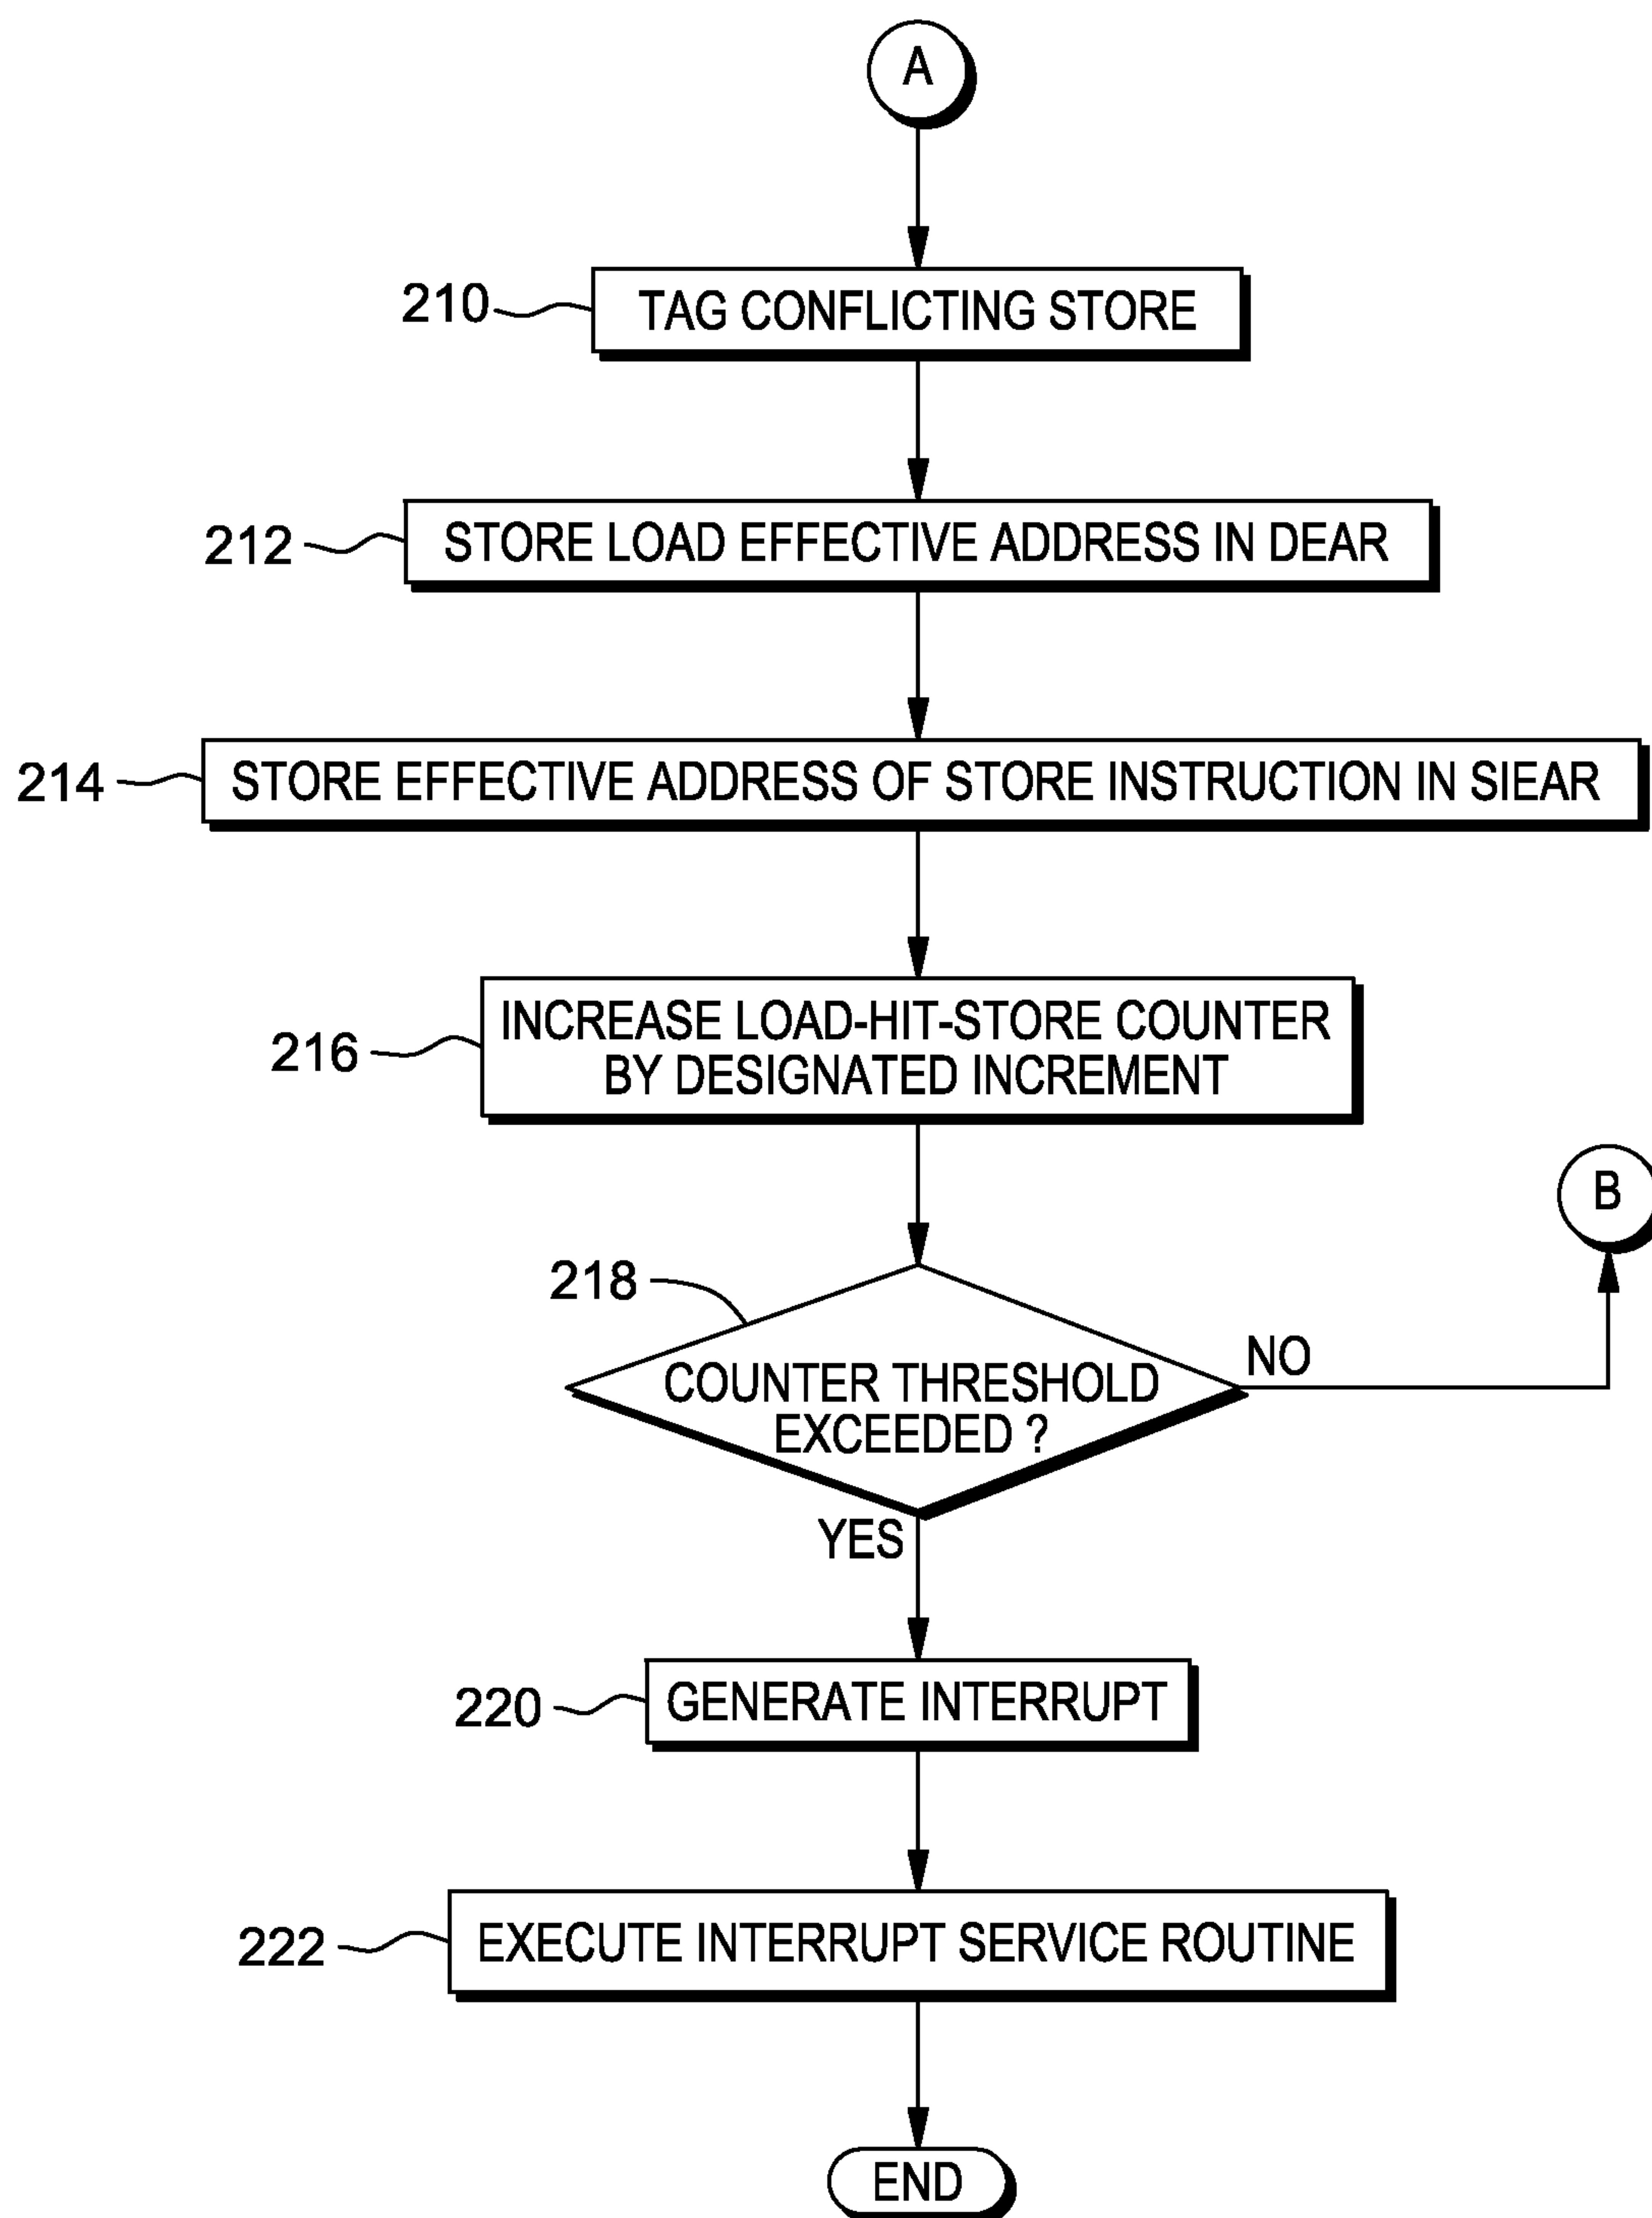 A
210
TAG CONFLICTING STORE
212
STORE LOAD EFFECTIVE ADDRESS IN DEAR
214
STORE EFFECTIVE ADDRESS OF STORE INSTRUCTION IN SIEAR
216
INCREASE LOAD-HIT-STORE COUNTER
BY DESIGNATED INCREMENT
B
218
COUNTER THRESHOLD
EXCEEDED ?
NO
YES
220
GENERATE INTERRUPT
222
EXECUTE INTERRUPT SERVICE ROUTINE
END